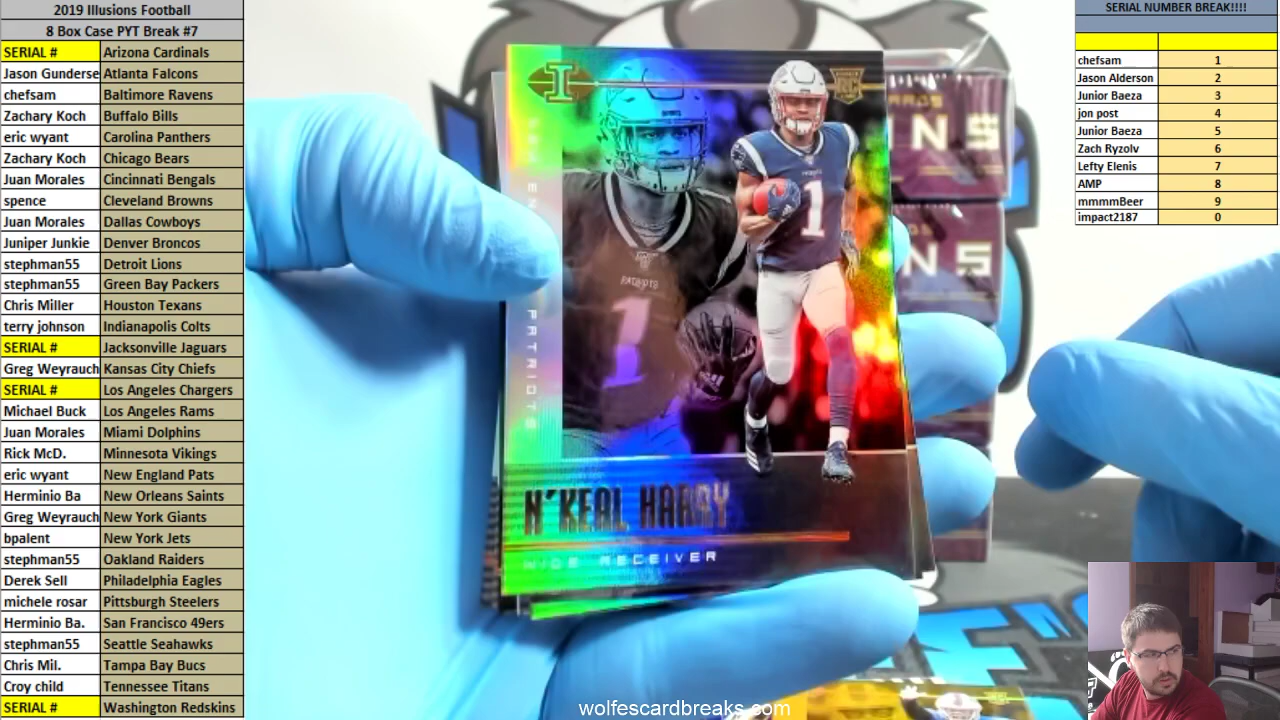 2019 Illusions Football
8 Box Case PYT Break #7
SERIAL # Arizona Cardinals
Jason Gunderse Atlanta Falcons
chefsam Baltimore Ravens
Zachary Koch Buffalo Bills
eric wyant Carolina Panthers
Zachary Koch Chicago Bears
Juan Morales Cincinnati Bengals
spence Cleveland Browns
Juan Morales Dallas Cowboys
Juniper Junkie Denver Broncos
stephman55 Detroit Lions
stephman55 Green Bay Packers
Chris Miller Houston Texans
terry johnson Indianapolis Colts
SERIAL # Jacksonville Jaguars
Greg Weyrauch Kansas City Chiefs
SERIAL # Los Angeles Chargers
Michael Buck Los Angeles Rams
Juan Morales Miami Dolphins
Rick McD. Minnesota Vikings
eric wyant New England Pats
Herminio Ba New Orleans Saints
Greg Weyrauch New York Giants
bpalent New York Jets
stephman55 Oakland Raiders
Derek Sell Philadelphia Eagles
michele rosar Pittsburgh Steelers
Herminio Ba. San Francisco 49ers
stephman55 Seattle Seahawks
Chris Mil. Tampa Bay Bucs
Croy child Tennessee Titans
SERIAL # Washington Redskins
I
RC
PATRIOTS
1
1
PATRIOTS
N'KEAL HARRY
WIDE RECEIVER
NS
NS
SERIAL NUMBER BREAK!!!!
chefsam 1
Jason Alderson 2
Junior Baeza 3
jon post 4
Junior Baeza 5
Zach Ryzolv 6
Lefty Elenis 7
AMP 8
mmmmBeer 9
impact2187 0
wolfescardbreaks.com